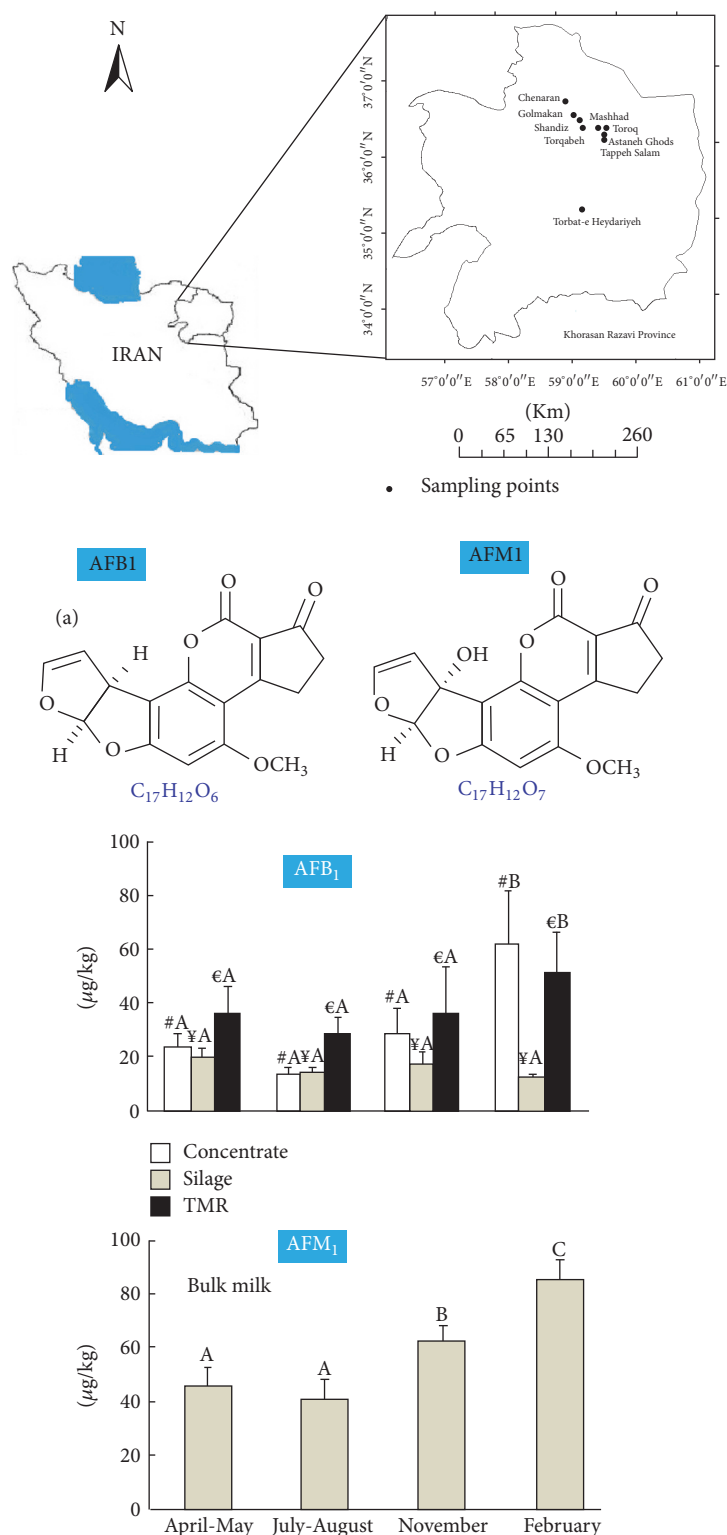 N
37°0′0″N
36°0′0″N
35°0′0″N
34°0′0″N
Chenaran
Golmakan
Mashhad
Shandiz
Toroq
Torqabeh
Astaneh Ghods
Tappeh Salam
Torbat-e Heydariyeh
Khorasan Razavi Province
57°0′0″E 58°0′0″E 59°0′0″E 60°0′0″E 61°0′0″E
IRAN
(Km)
0 65 130 260
• Sampling points
AFB1
AFM1
(a)
O O
O
H
O
H
O
OCH3
C17H12O6
O O
O
OH
O
H
O
OCH3
C17H12O7
AFB1
(μg/kg)
100
80
60
40
20
0
#A ¥A €A
#A ¥A €A
#A ¥A €A
#B ¥A €B
Concentrate
Silage
TMR
AFM1
Bulk milk
(μg/kg)
100
80
60
40
20
0
A A B C
April-May July-August November February